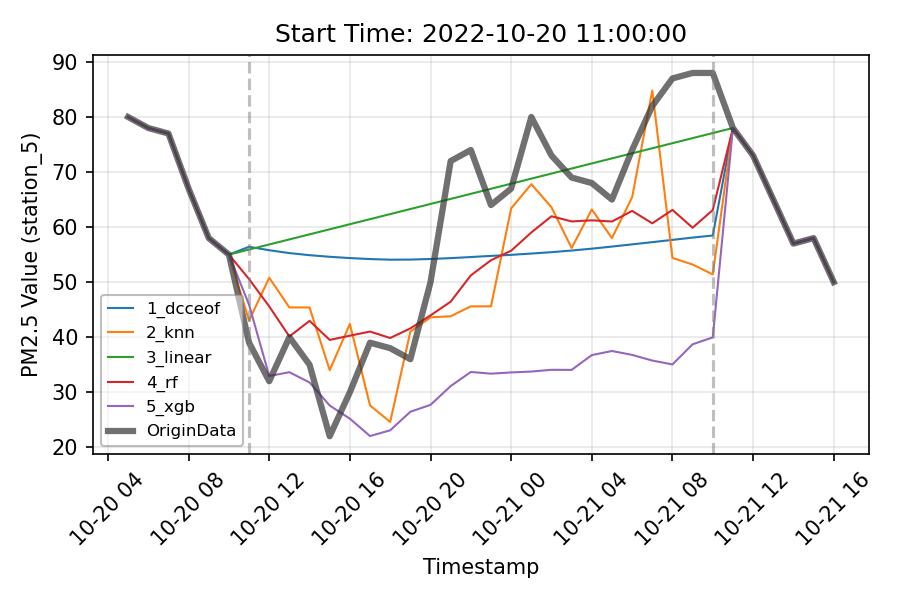 Start Time: 2022-10-20 11:00:00
PM2.5 Value (station_5)
90
80
70
60
50
40
30
20
1_dcceof
2_knn
3_linear
4_rf
5_xgb
OriginData
10-20 04
10-20 08
10-20 12
10-20 16
10-20 20
10-21 00
10-21 04
10-21 08
10-21 12
10-21 16
Timestamp